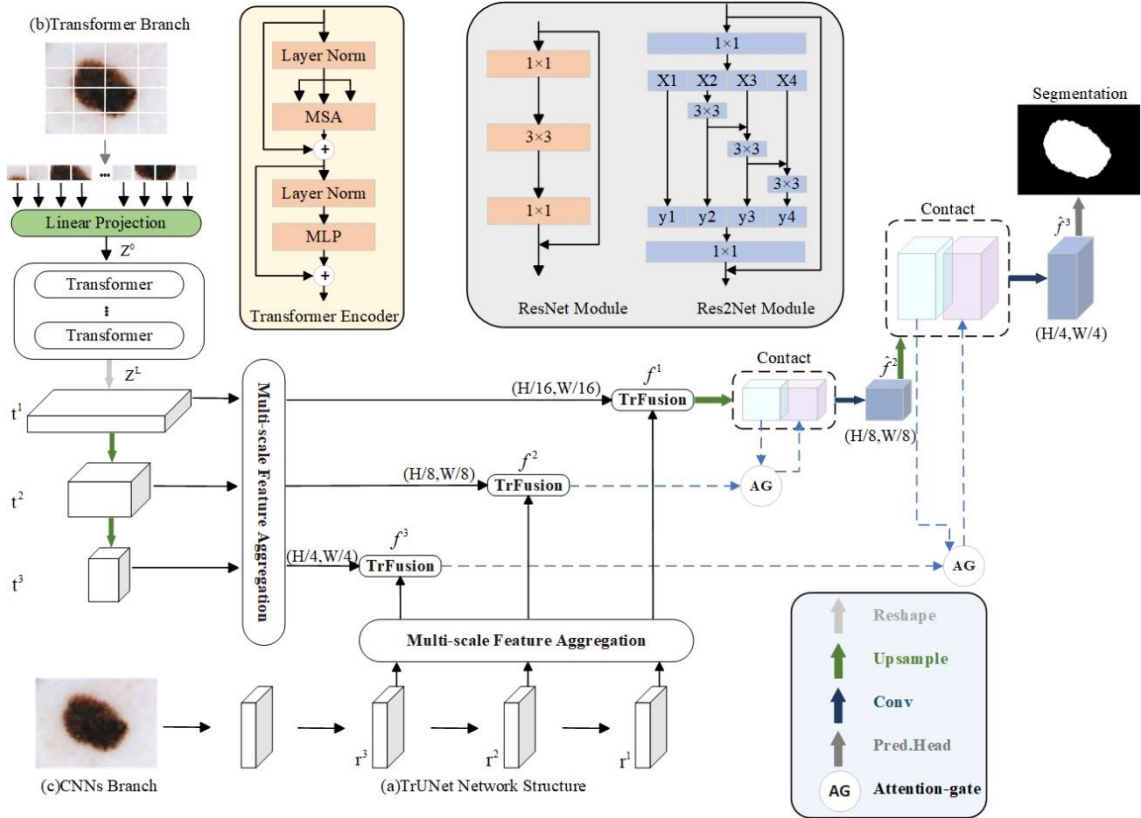 (b)Transformer Branch
Linear Projection
Z⁰
Transformer
Transformer
Zᴸ
t¹
t²
t³
Layer Norm
MSA
+
Layer Norm
MLP
+
Transformer Encoder
1×1
3×3
1×1
ResNet Module
1×1
X1 X2 X3 X4
3×3
3×3
3×3
y1 y2 y3 y4
1×1
Res2Net Module
Segmentation
Contact
f̂³
(H/4,W/4)
Contact
f̂²
(H/8,W/8)
Multi-scale Feature Aggregation
(H/16,W/16)
f¹
TrFusion
(H/8,W/8)
f²
TrFusion
AG
(H/4,W/4)
f³
TrFusion
AG
Multi-scale Feature Aggregation
r³
r²
r¹
(c)CNNs Branch
(a)TrUNet Network Structure
Reshape
Upsample
Conv
Pred.Head
AG Attention-gate